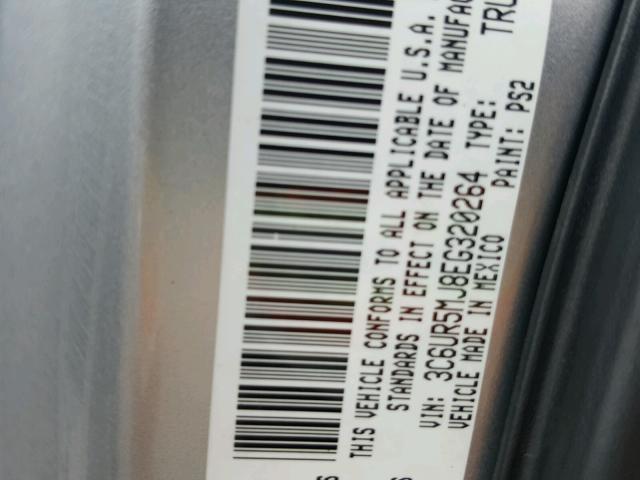 THIS VEHICLE CONFORMS TO ALL APPLICABLE U.S.A.
STANDARDS IN EFFECT ON THE DATE OF MANUFAC
VIN: 3C6UR5MJ8EG320264 TYPE: TRU
VEHICLE MADE IN MEXICO PAINT: PS2